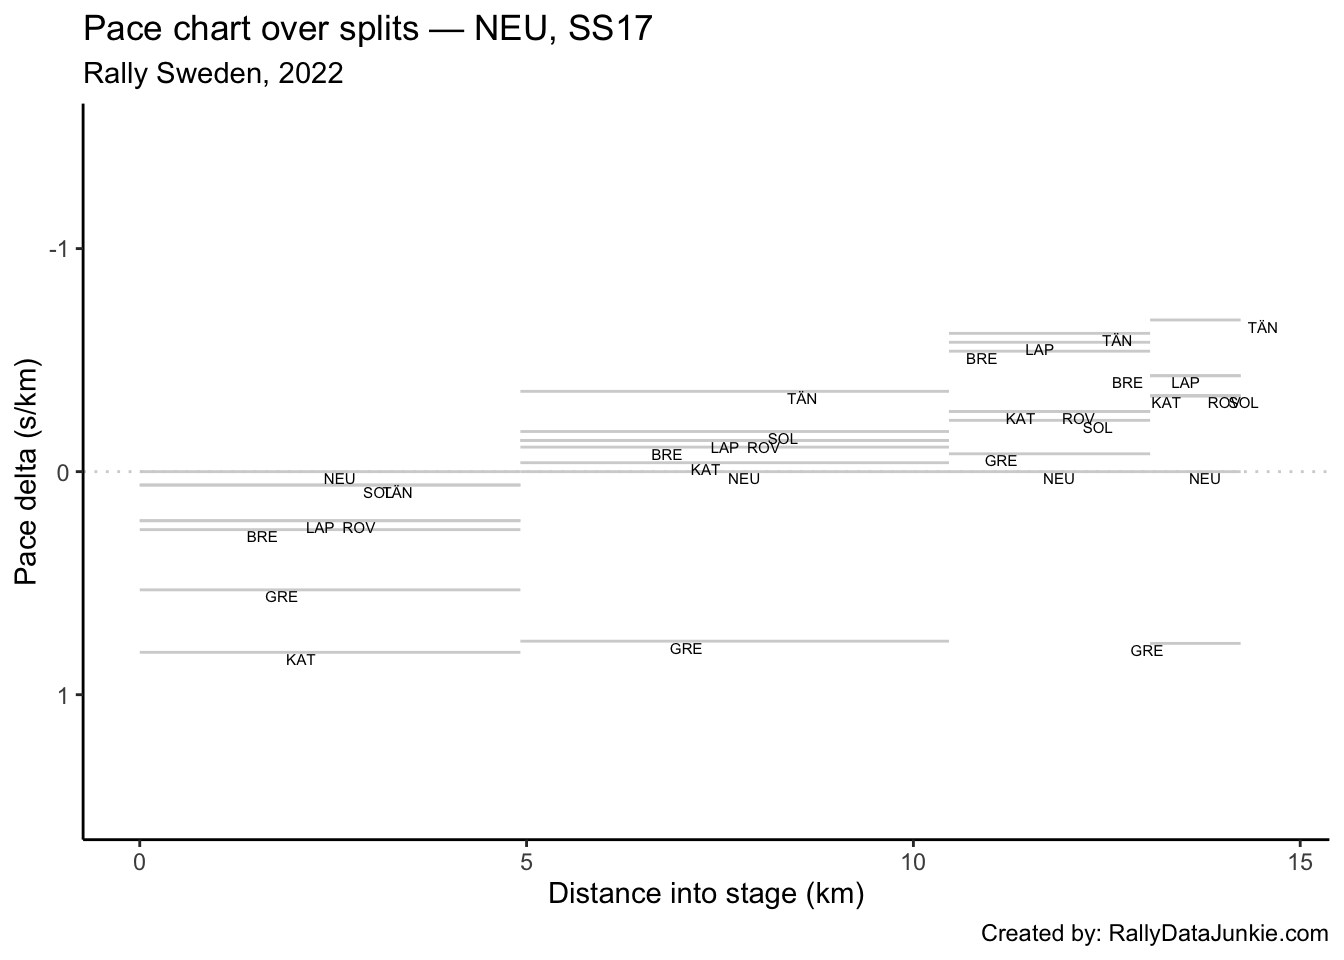 Pace chart over splits — NEU, SS17
Rally Sweden, 2022
Pace delta (s/km)
-1
0
1
TÄN
TÄN
LAP
BRE
BRE
LAP
TÄN
KAT
ROV
SOL
KAT
ROV
SOL
SOL
LAP
ROV
BRE
GRE
KAT
NEU
NEU
NEU
NEU
SOL
TÄN
LAP
ROV
BRE
GRE
GRE
GRE
KAT
0
5
10
15
Distance into stage (km)
Created by: RallyDataJunkie.com